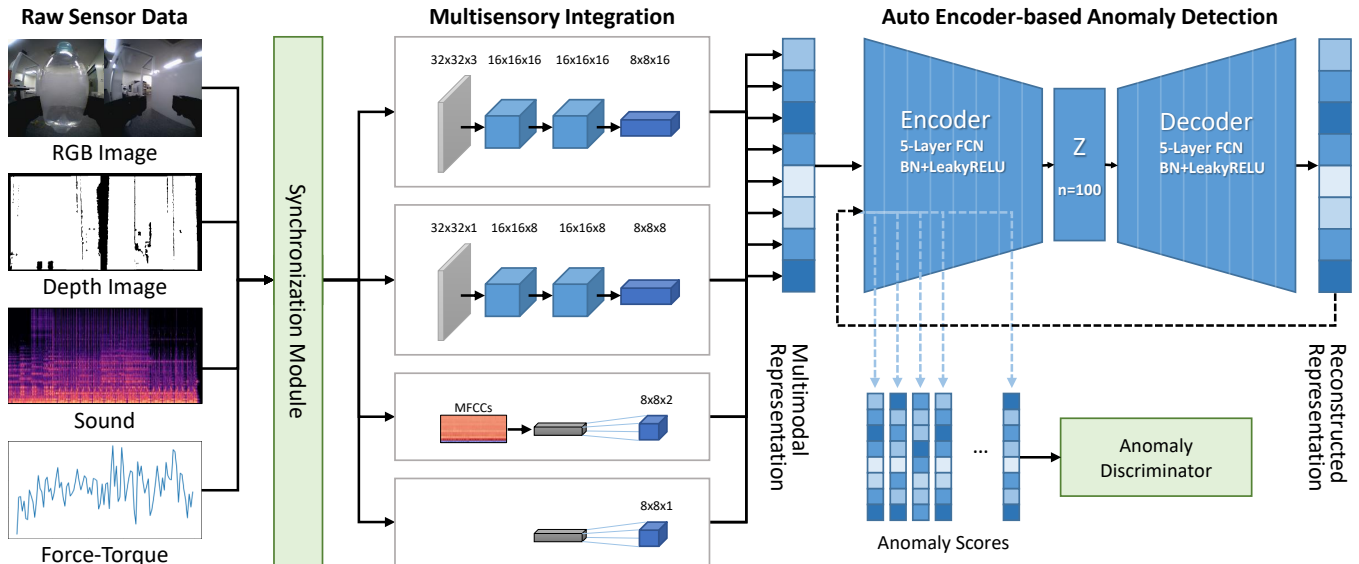 Raw Sensor Data
Multisensory Integration
Auto Encoder-based Anomaly Detection
RGB Image
Depth Image
Sound
Force-Torque
Synchronization Module
32x32x3
16x16x16
16x16x16
8x8x16
32x32x1
16x16x8
16x16x8
8x8x8
MFCCs
8x8x2
8x8x1
Multimodal
Representation
Encoder
5-Layer FCN
BN+LeakyRELU
Z
n=100
Decoder
5-Layer FCN
BN+LeakyRELU
Reconstructed
Representation
...
Anomaly Scores
Anomaly
Discriminator